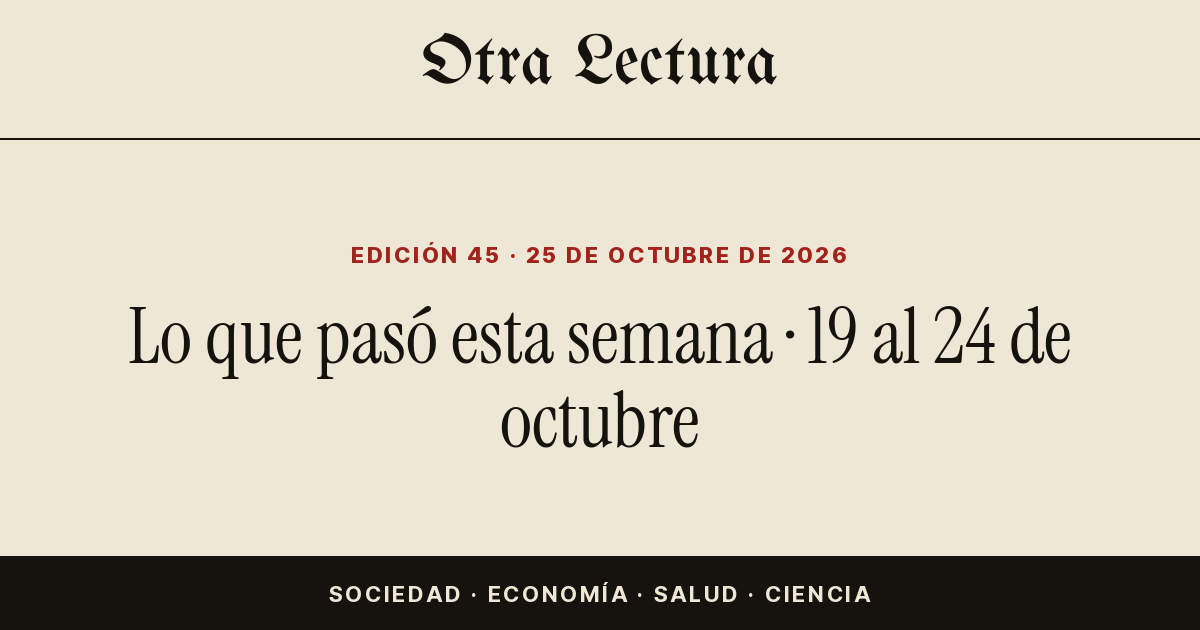 Otra Lectura
EDICIÓN 45 · 25 DE OCTUBRE DE 2026
Lo que pasó esta semana · 19 al 24 de
octubre
SOCIEDAD · ECONOMÍA · SALUD · CIENCIA